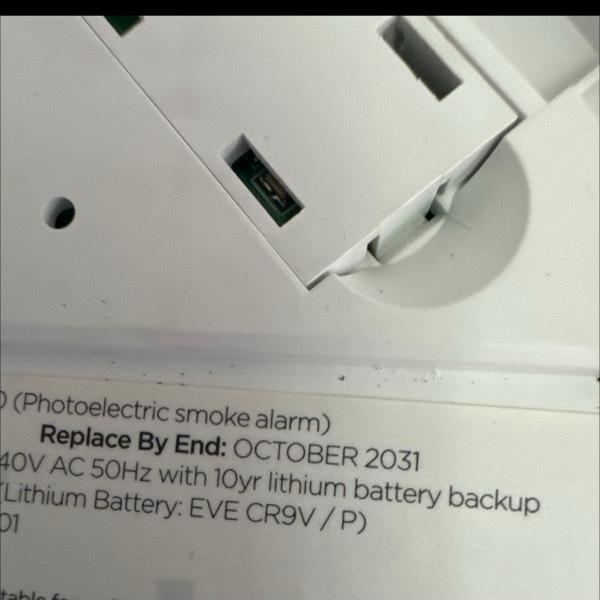 (Photoelectric smoke alarm)
Replace By End: OCTOBER 2031
40V AC 50Hz with 10yr lithium battery backup
(Lithium Battery: EVE CR9V / P)
01